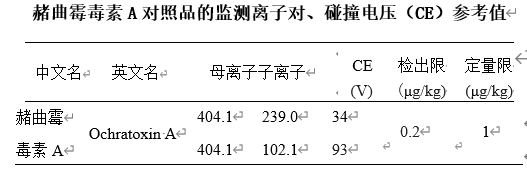 赭曲霉毒素 A 对照品的监测离子对、碰撞电压（CE）参考值
中文名 英文名 母离子子离子 CE (V) 检出限 (μg/kg) 定量限 (μg/kg)
赭曲霉 404.1 239.0 34
Ochratoxin A 0.2 1
毒素 A 404.1 102.1 93